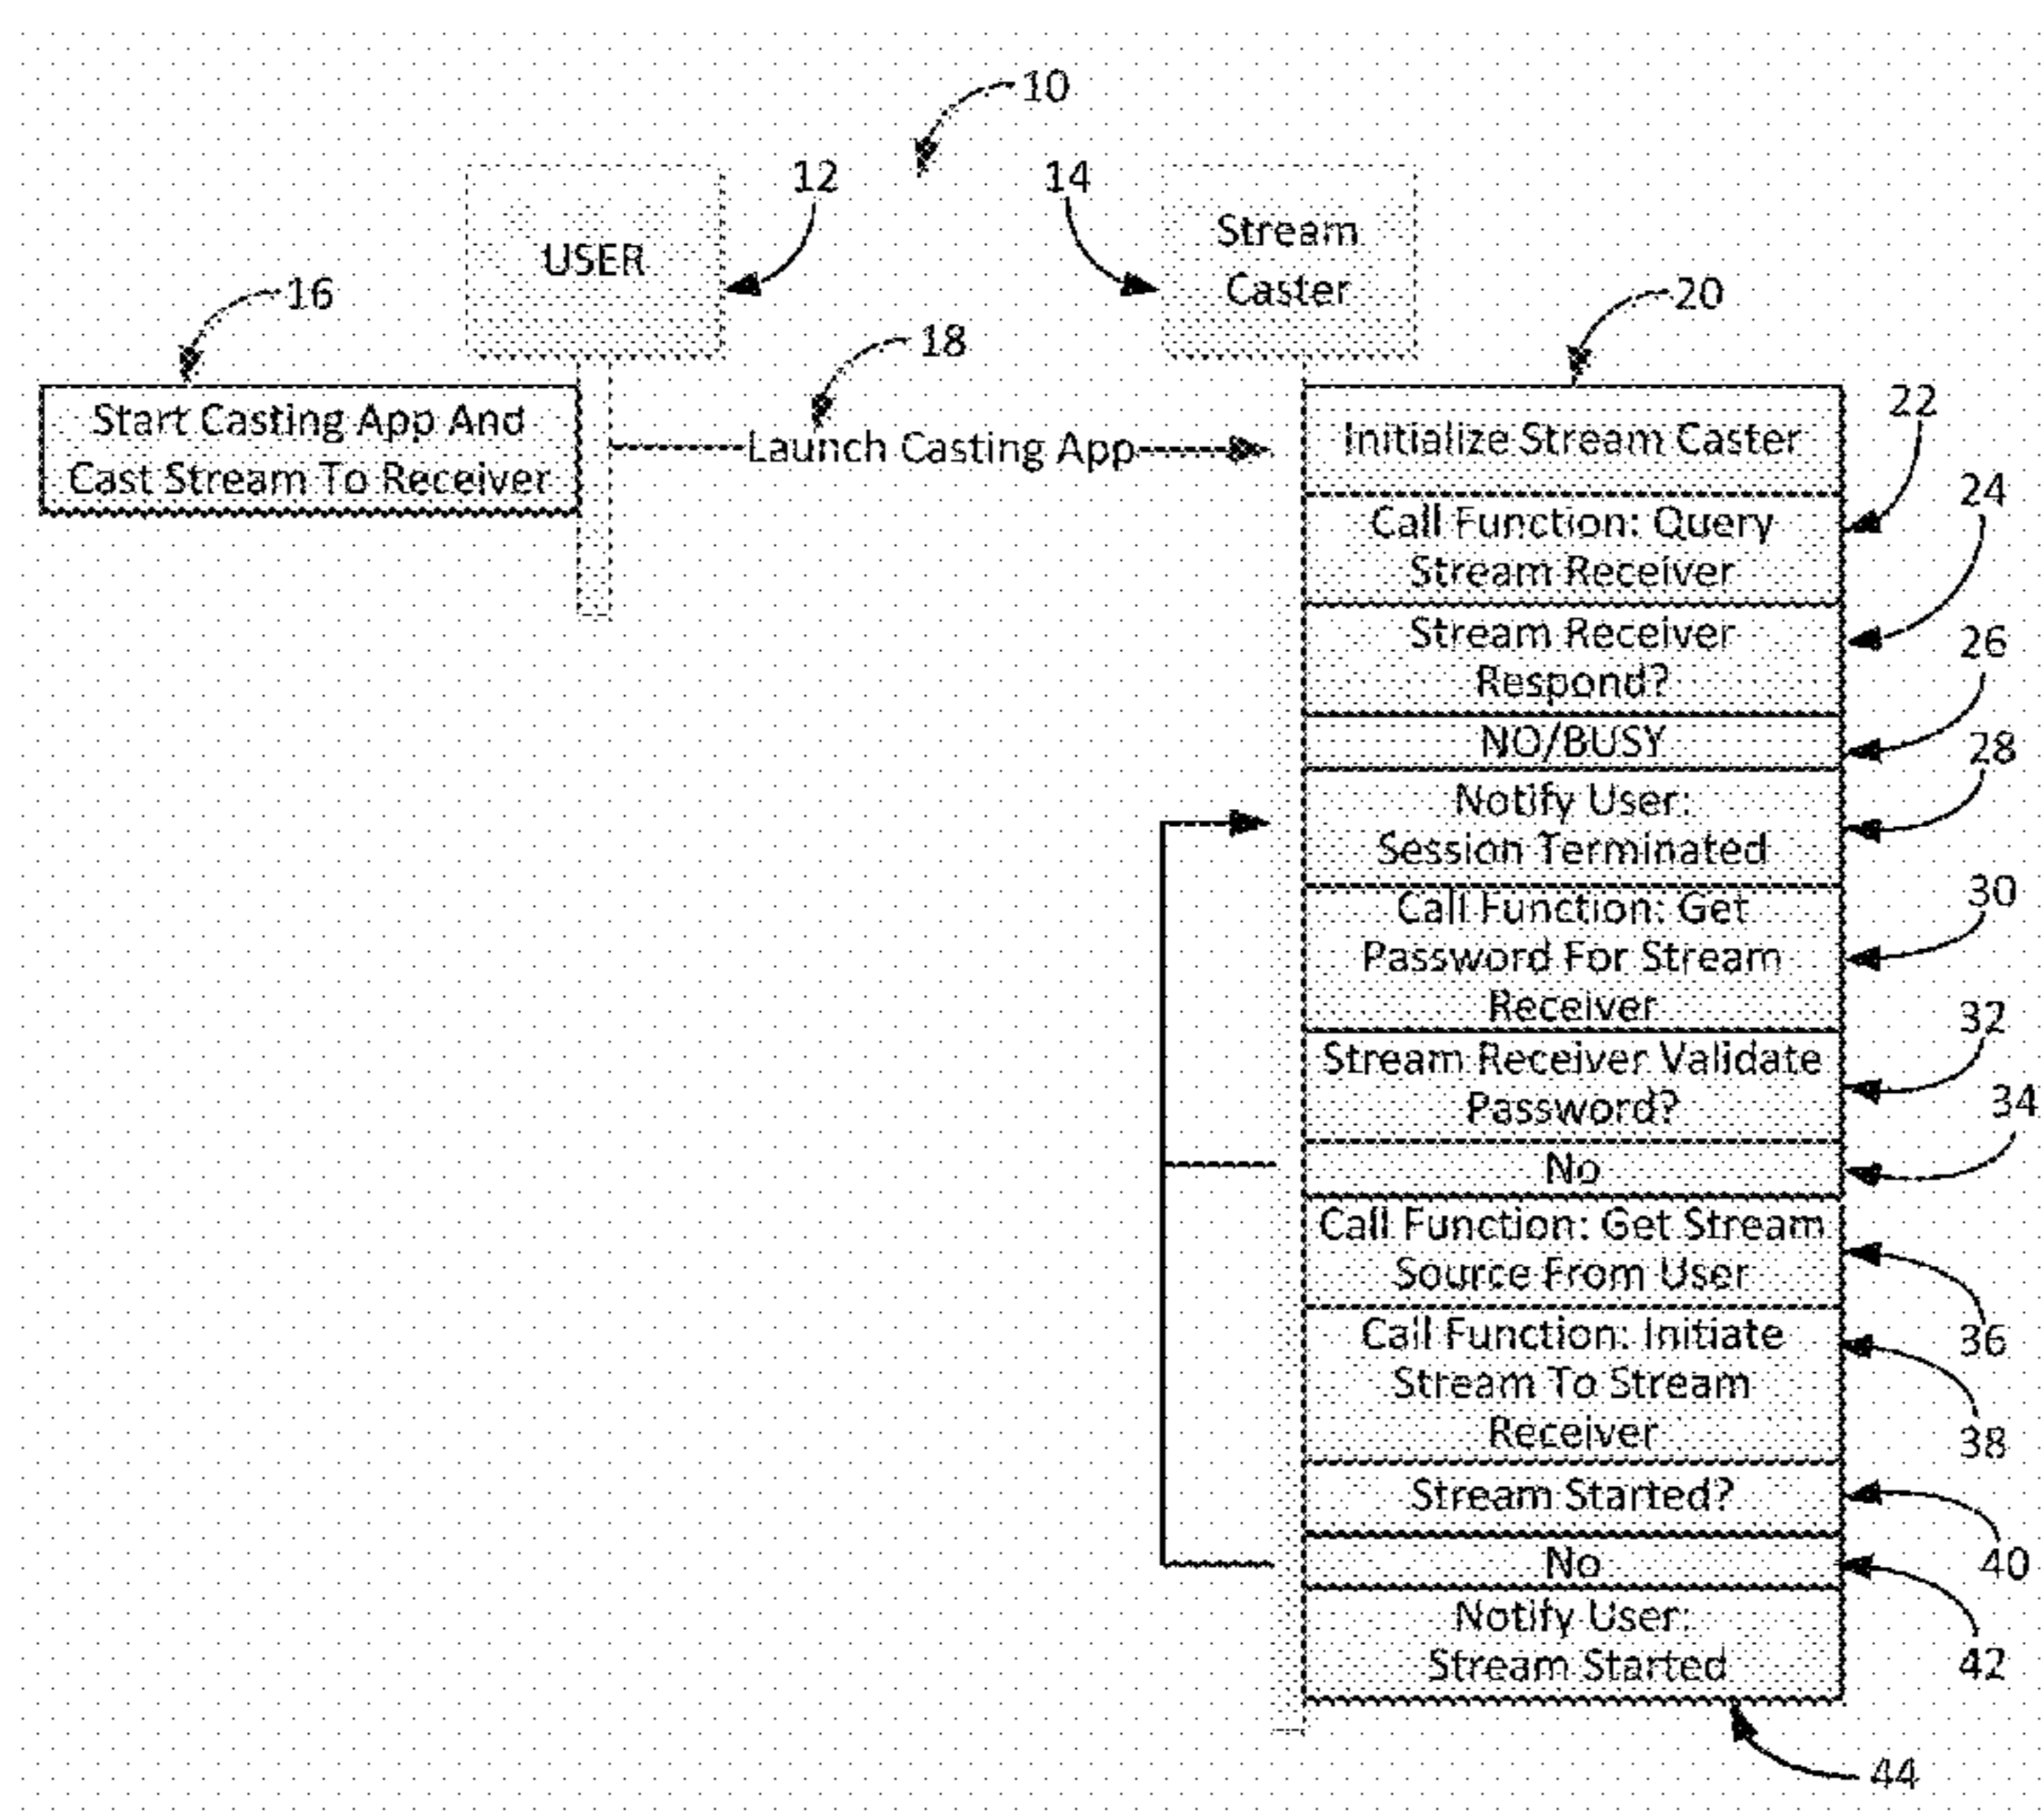 10
12
14
USER
Stream
Caster
16
18
20
Start Casting App And
Cast Stream To Receiver
Launch Casting App
Initialize Stream Caster
22
Call Function: Query
Stream Receiver
24
Stream Receiver
Respond?
26
NO/BUSY
28
Notify User:
Session Terminated
30
Call Function: Get
Password For Stream
Receiver
32
Stream Receiver Validate
Password?
34
No
Call Function: Get Stream
Source From User
36
Call Function: Initiate
Stream To Stream
Receiver
38
Stream Started?
40
No
42
Notify User:
Stream Started
44